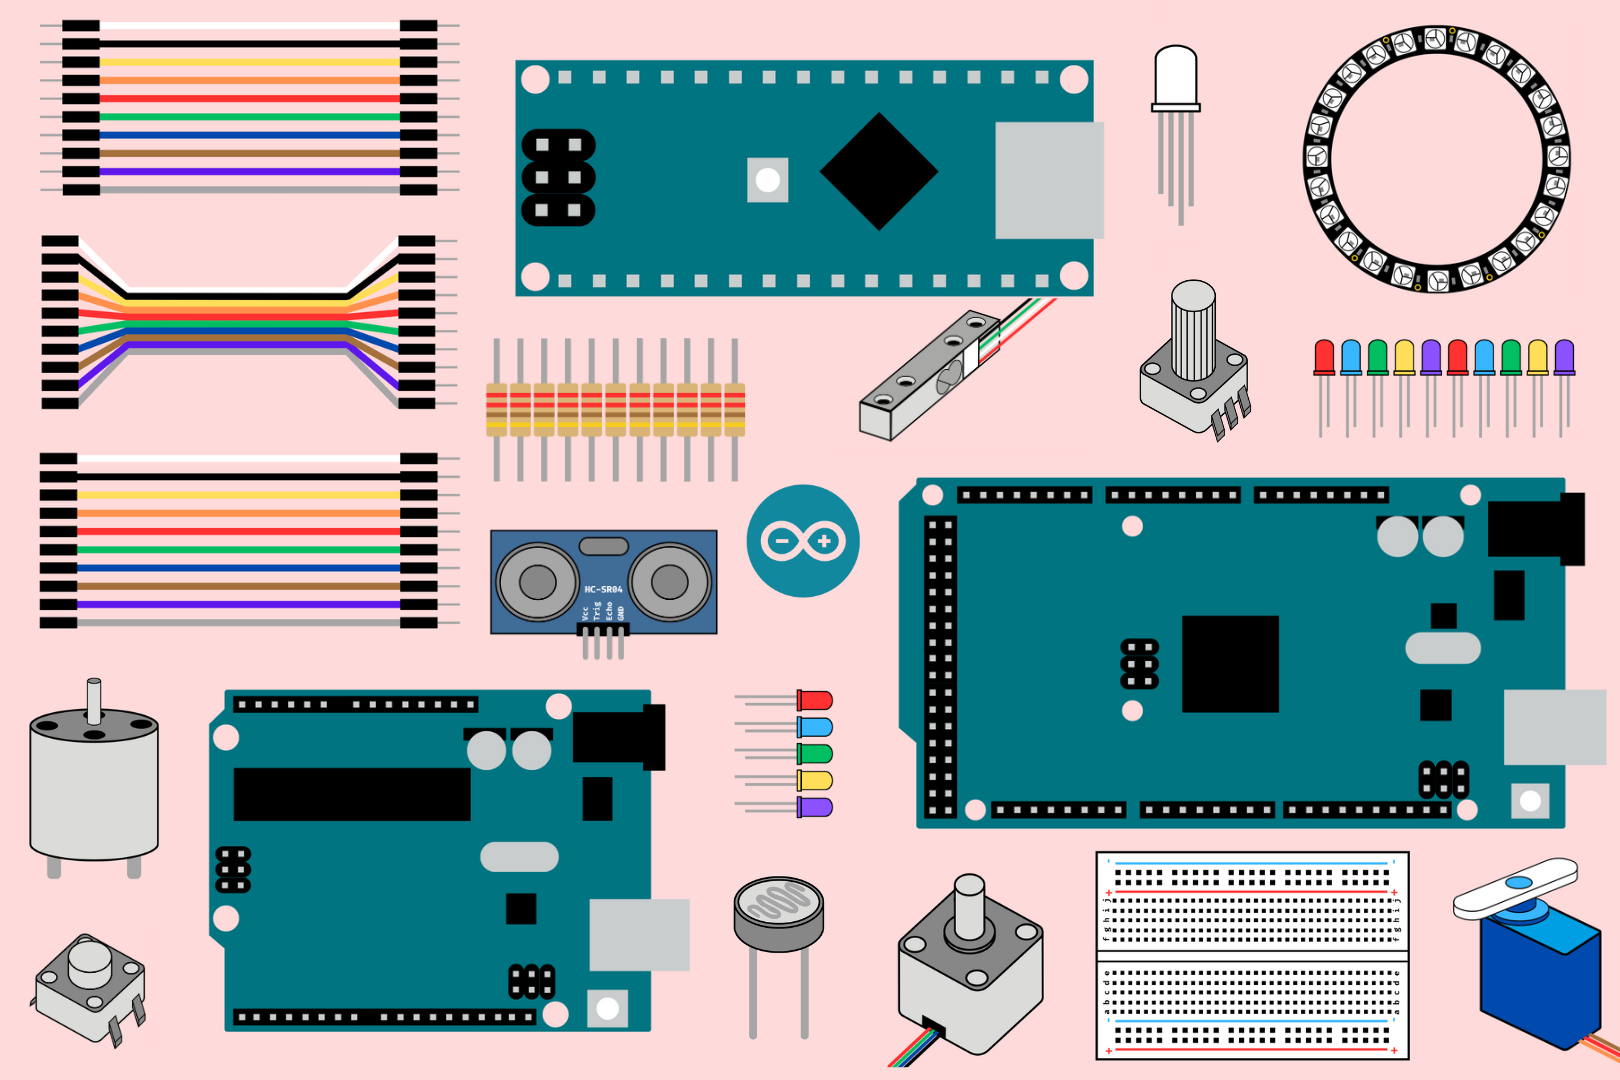 HC-SR04
Vcc
Trig
Echo
GND
- +
- -
+ +
f g h i j
f g h i j
a b c d e
a b c d e
- -
+ +